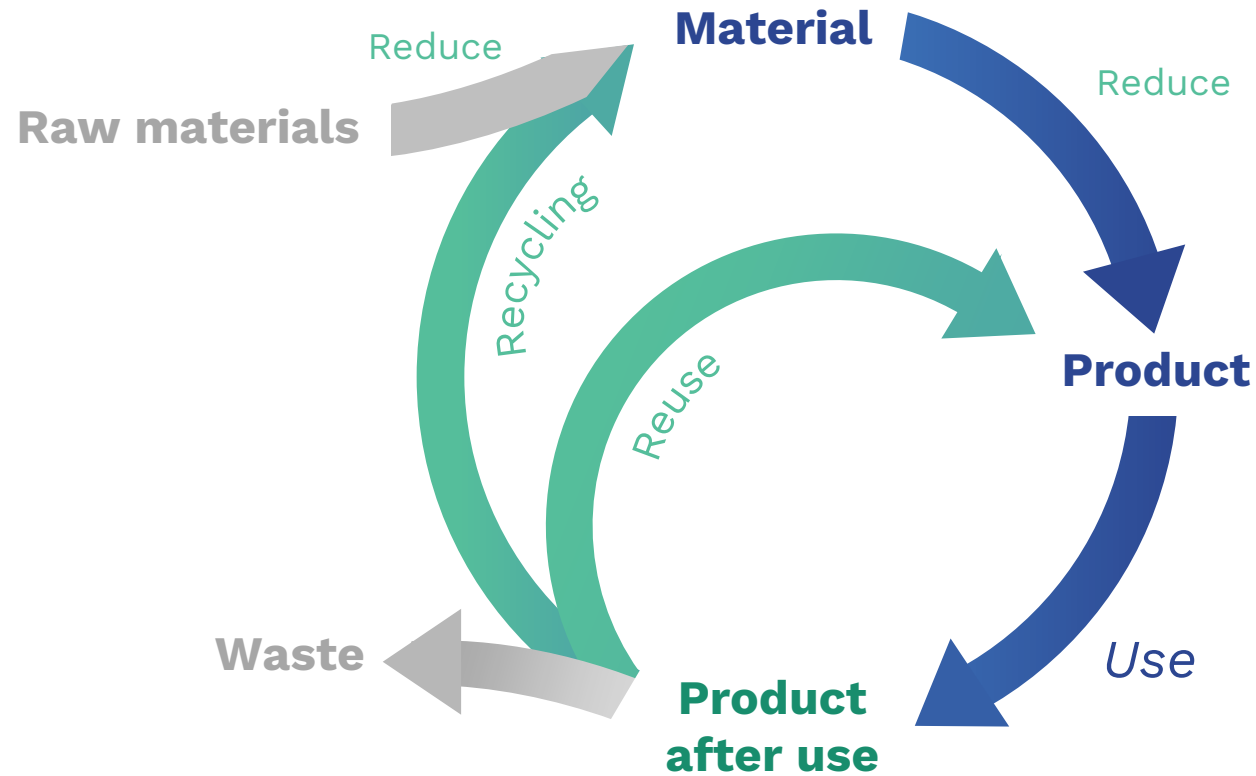 Material
Reduce
Reduce
Raw materials
Recycling
Reuse
Product
Use
Waste
Product
after use